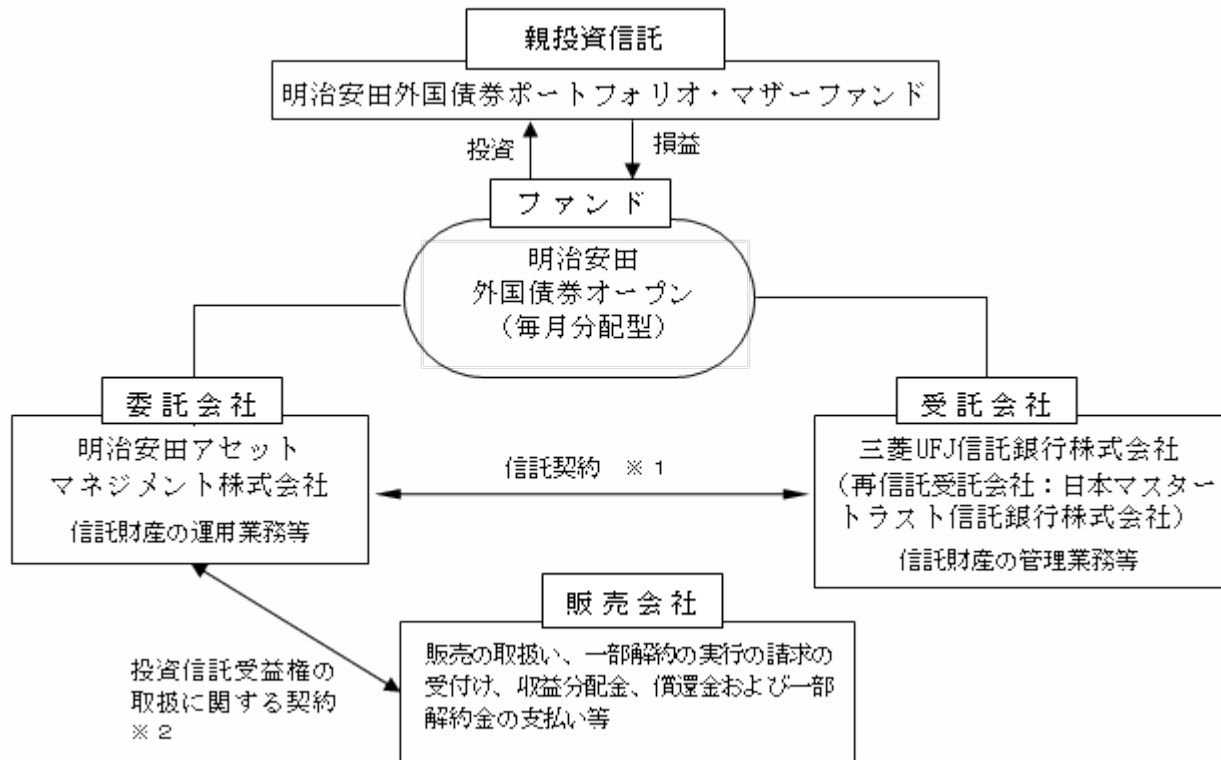 親投資信託
明治安田外国債券ポートフォリオ・マザーファンド
投資
損益
ファンド
明治安田
外国債券オープン
（毎月分配型）
委託会社
明治安田アセット
マネジメント株式会社
信託財産の運用業務等
信託契約　※１
受託会社
三菱UFJ信託銀行株式会社
（再信託受託会社：日本マスター
トラスト信託銀行株式会社）
信託財産の管理業務等
投資信託受益権の
取扱に関する契約
※２
販売会社
販売の取扱い、一部解約の実行の請求の
受付け、収益分配金、償還金および一部
解約金の支払い等